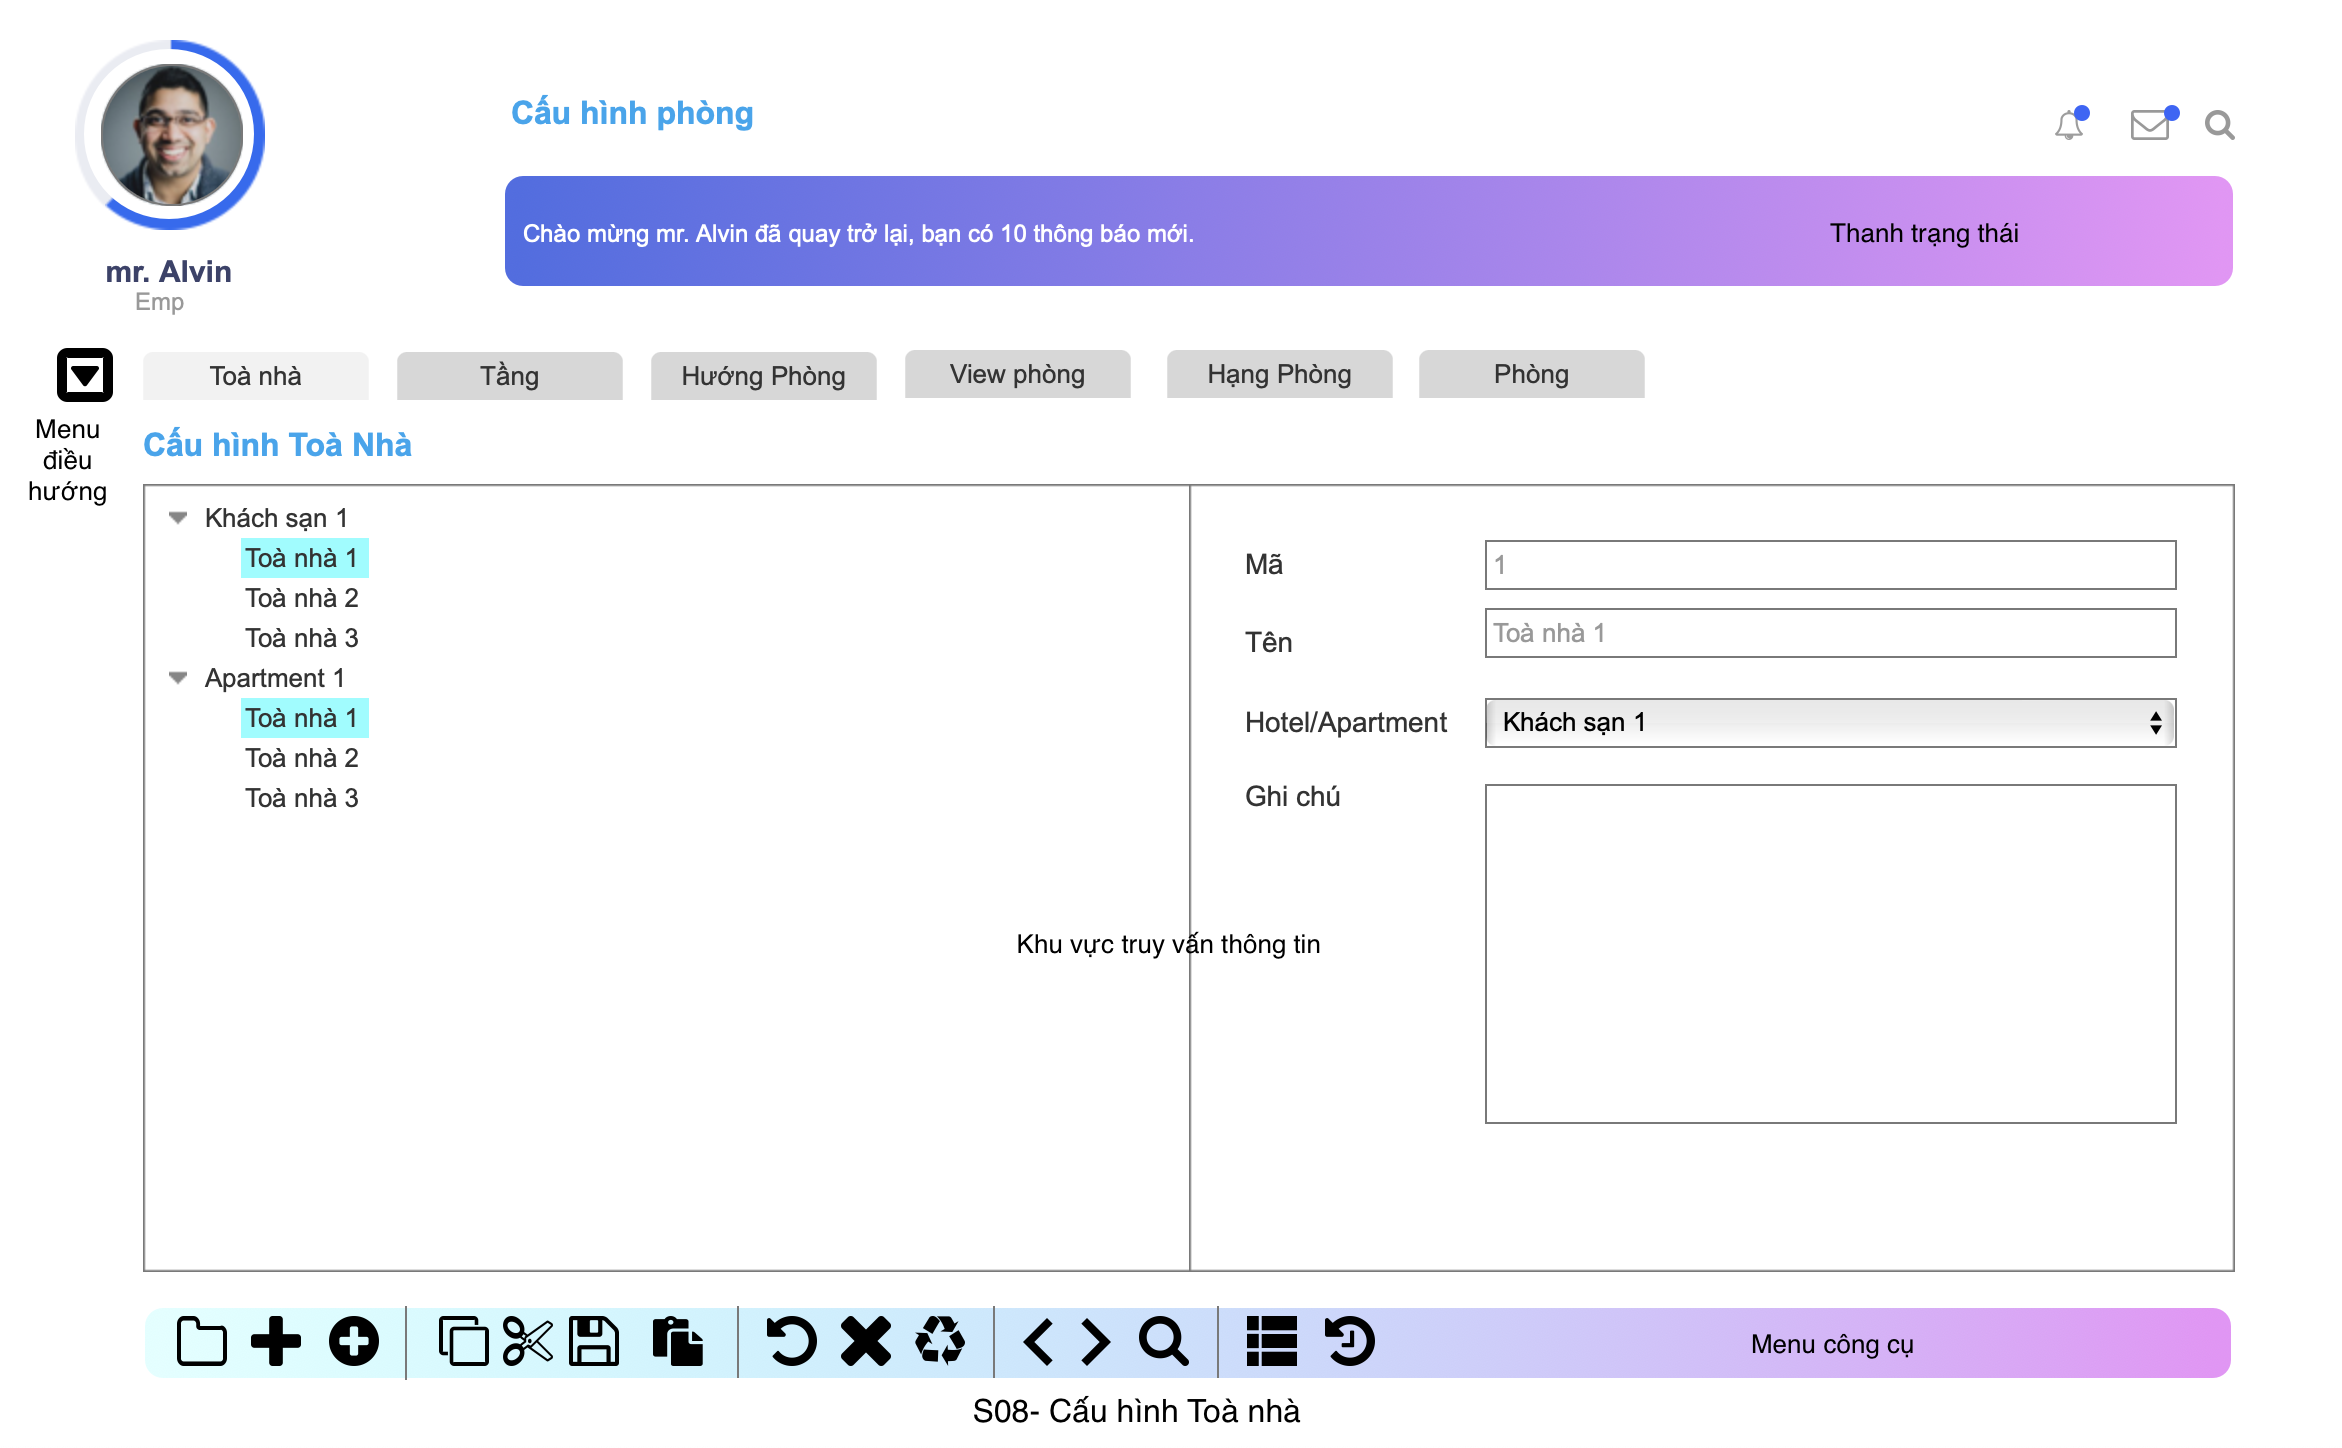 Cấu hình phòng
Chào mừng mr. Alvin đã quay trở lại, bạn có 10 thông báo mới.
Thanh trạng thái
mr. Alvin
Emp
Menu
điều
hướng
Toà nhà
Tầng
Hướng Phòng
View phòng
Hạng Phòng
Phòng
Cấu hình Toà Nhà
Khách sạn 1
Toà nhà 1
Toà nhà 2
Toà nhà 3
Apartment 1
Toà nhà 1
Toà nhà 2
Toà nhà 3
Mã
1
Tên
Toà nhà 1
Hotel/Apartment
Khách sạn 1
Ghi chú
Khu vực truy vấn thông tin
Menu công cụ
S08- Cấu hình Toà nhà